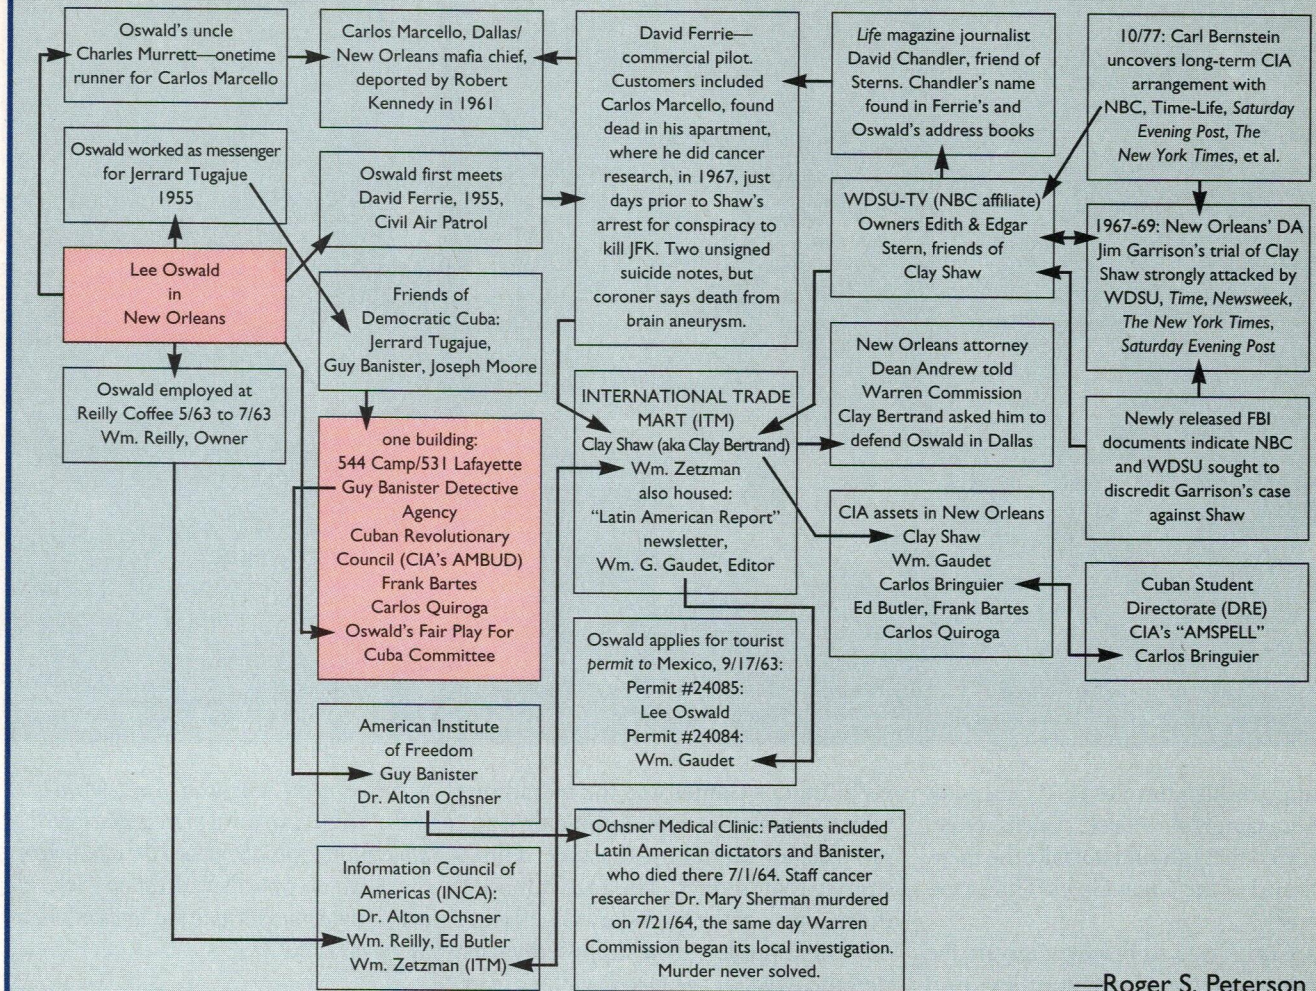 Oswald's uncle
Charles Murrett—onetime
runner for Carlos Marcello
Carlos Marcello, Dallas/
New Orleans mafia chief,
deported by Robert
Kennedy in 1961
David Ferrie—
commercial pilot.
Customers included
Carlos Marcello, found
dead in his apartment,
where he did cancer
research, in 1967, just
days prior to Shaw's
arrest for conspiracy to
kill JFK. Two unsigned
suicide notes, but
coroner says death from
brain aneurysm.
Life magazine journalist
David Chandler, friend of
Sterns. Chandler's name
found in Ferrie's and
Oswald's address books
10/77: Carl Bernstein
uncovers long-term CIA
arrangement with
NBC, Time-Life, Saturday
Evening Post, The
New York Times, et al.
Oswald worked as messenger
for Jerrard Tugajue
1955
Oswald first meets
David Ferrie, 1955,
Civil Air Patrol
WDSU-TV (NBC affiliate)
Owners Edith & Edgar
Stern, friends of
Clay Shaw
1967-69: New Orleans' DA
Jim Garrison's trial of Clay
Shaw strongly attacked by
WDSU, Time, Newsweek,
The New York Times,
Saturday Evening Post
Lee Oswald
in
New Orleans
Friends of
Democratic Cuba:
Jerrard Tugajue,
Guy Banister, Joseph Moore
New Orleans attorney
Dean Andrew told
Warren Commission
Clay Bertrand asked him to
defend Oswald in Dallas
Oswald employed at
Reilly Coffee 5/63 to 7/63
Wm. Reilly, Owner
INTERNATIONAL TRADE
MART (ITM)
Clay Shaw (aka Clay Bertrand)
Wm. Zetzman
also housed:
"Latin American Report"
newsletter,
Wm. G. Gaudet, Editor
Newly released FBI
documents indicate NBC
and WDSU sought to
discredit Garrison's case
against Shaw
one building:
544 Camp/531 Lafayette
Guy Banister Detective
Agency
Cuban Revolutionary
Council (CIA's AMBUD)
Frank Bartes
Carlos Quiroga
Oswald's Fair Play For
Cuba Committee
CIA assets in New Orleans
Clay Shaw
Wm. Gaudet
Carlos Bringuier
Ed Butler, Frank Bartes
Carlos Quiroga
Cuban Student
Directorate (DRE)
CIA's "AMSPELL"
Carlos Bringuier
Oswald applies for tourist
permit to Mexico, 9/17/63:
Permit #24085:
Lee Oswald
Permit #24084:
Wm. Gaudet
American Institute
of Freedom
Guy Banister
Dr. Alton Ochsner
Ochsner Medical Clinic: Patients included
Latin American dictators and Banister,
who died there 7/1/64. Staff cancer
researcher Dr. Mary Sherman murdered
on 7/21/64, the same day Warren
Commission began its local investigation.
Murder never solved.
Information Council of
Americas (INCA):
Dr. Alton Ochsner
Wm. Reilly, Ed Butler
Wm. Zetzman (ITM)
—Roger S. Peterson